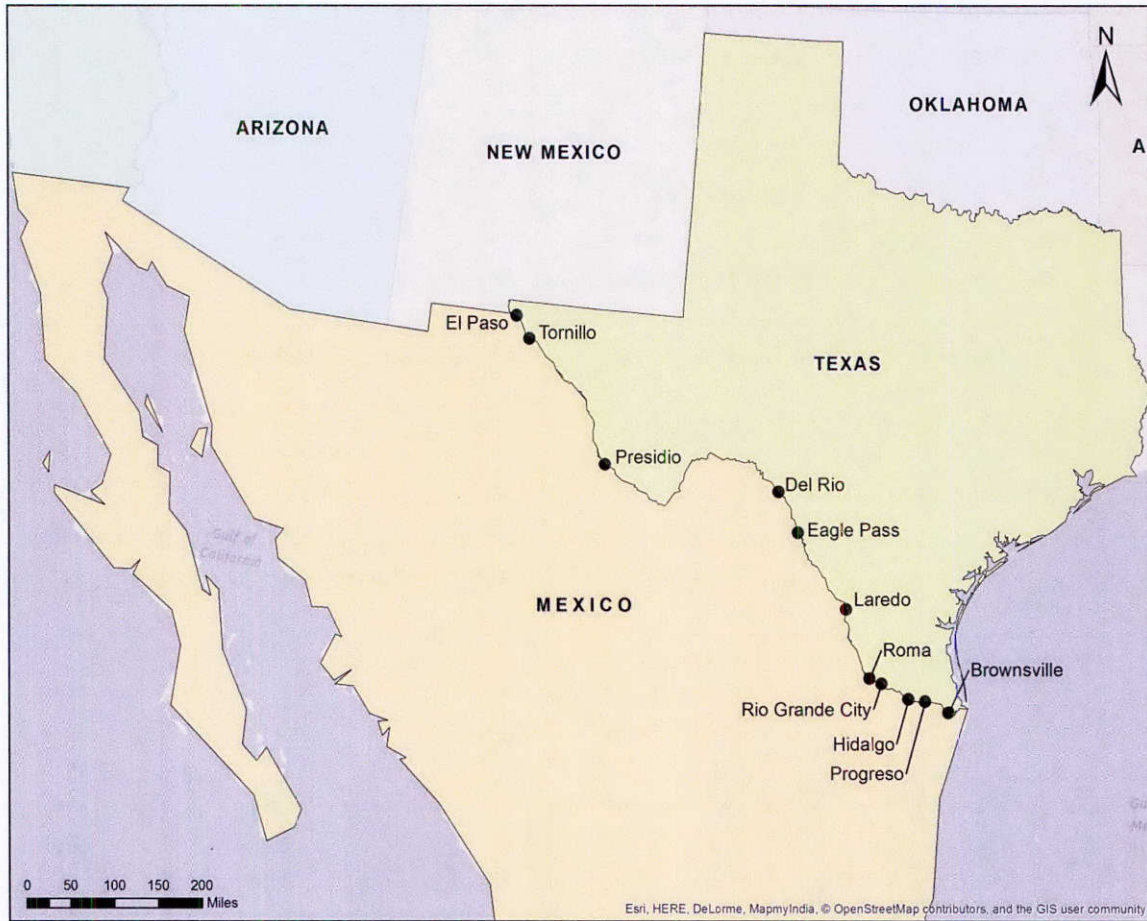 N
OKLAHOMA
ARIZONA
A
NEW MEXICO
El Paso
Tornillo
TEXAS
Presidio
Del Rio
Eagle Pass
Gulf of
California
MEXICO
Laredo
Roma
Brownsville
Rio Grande City
Hidalgo
Progreso
0 50 100 150 200
Miles
Esri, HERE, DeLorme, MapmyIndia, © OpenStreetMap contributors, and the GIS user community